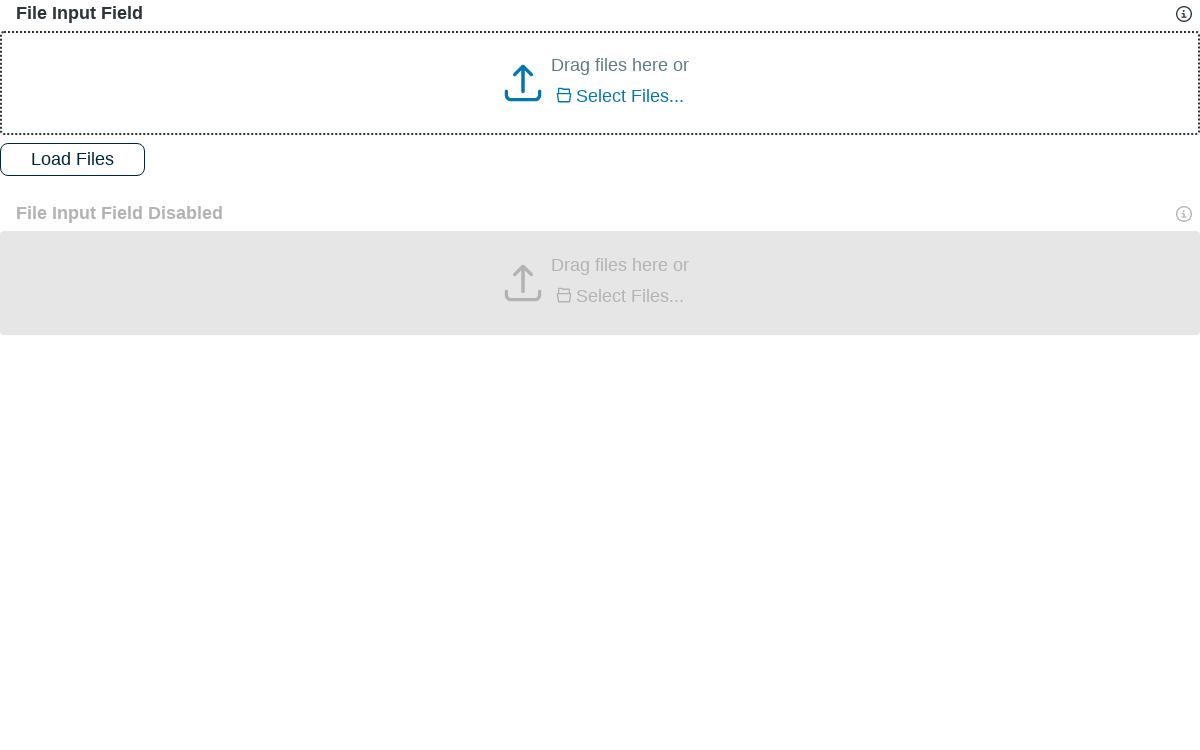 File Input Field
Drag files here or
Select Files...
Load Files
File Input Field Disabled
Drag files here or
Select Files...